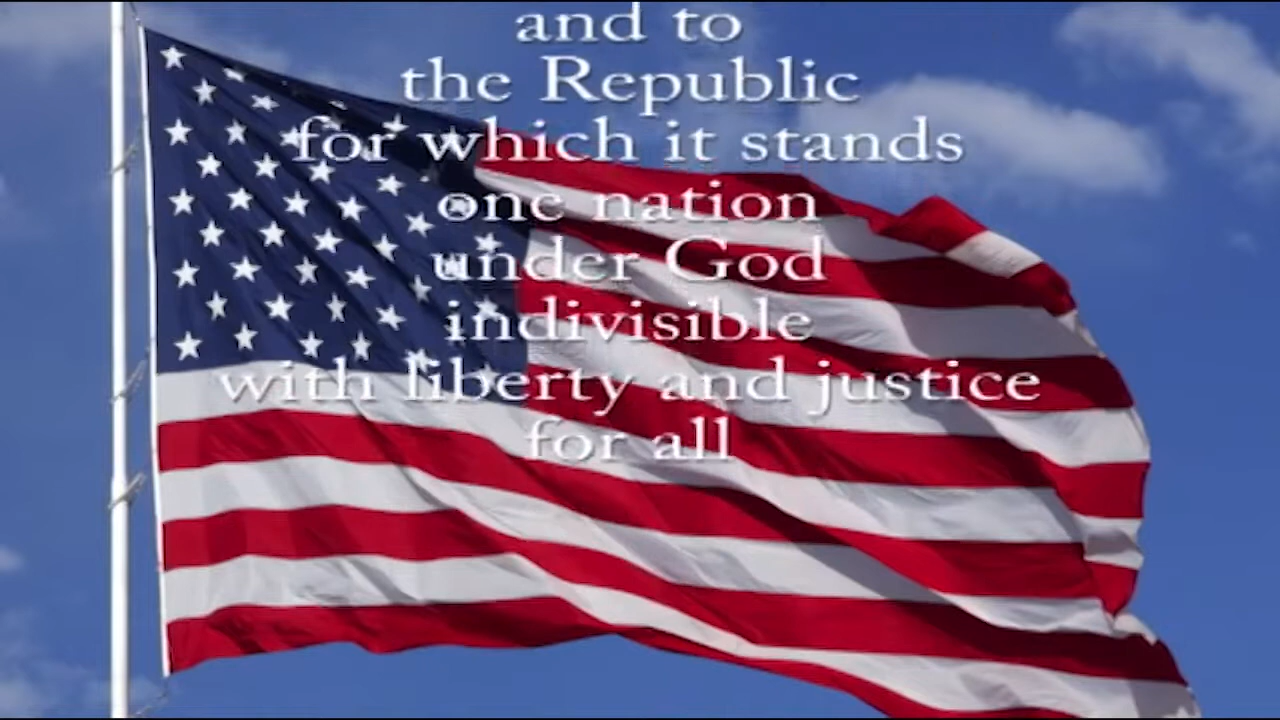 and to
the Republic
for which it stands
one nation
under God
indivisible
with liberty and justice
for all